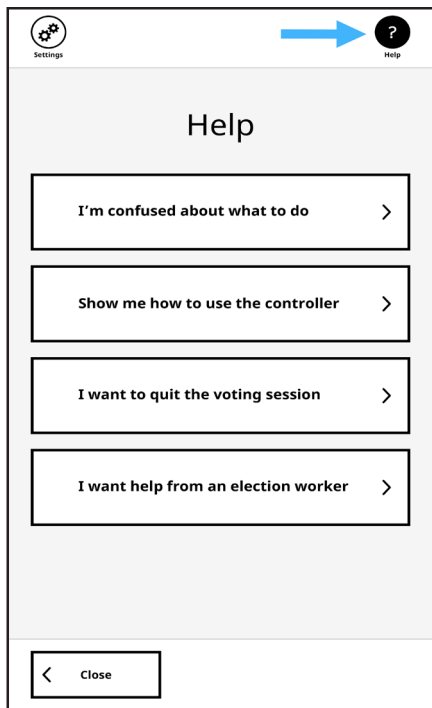 Settings
?
Help
Help
I'm confused about what to do
Show me how to use the controller
I want to quit the voting session
I want help from an election worker
Close